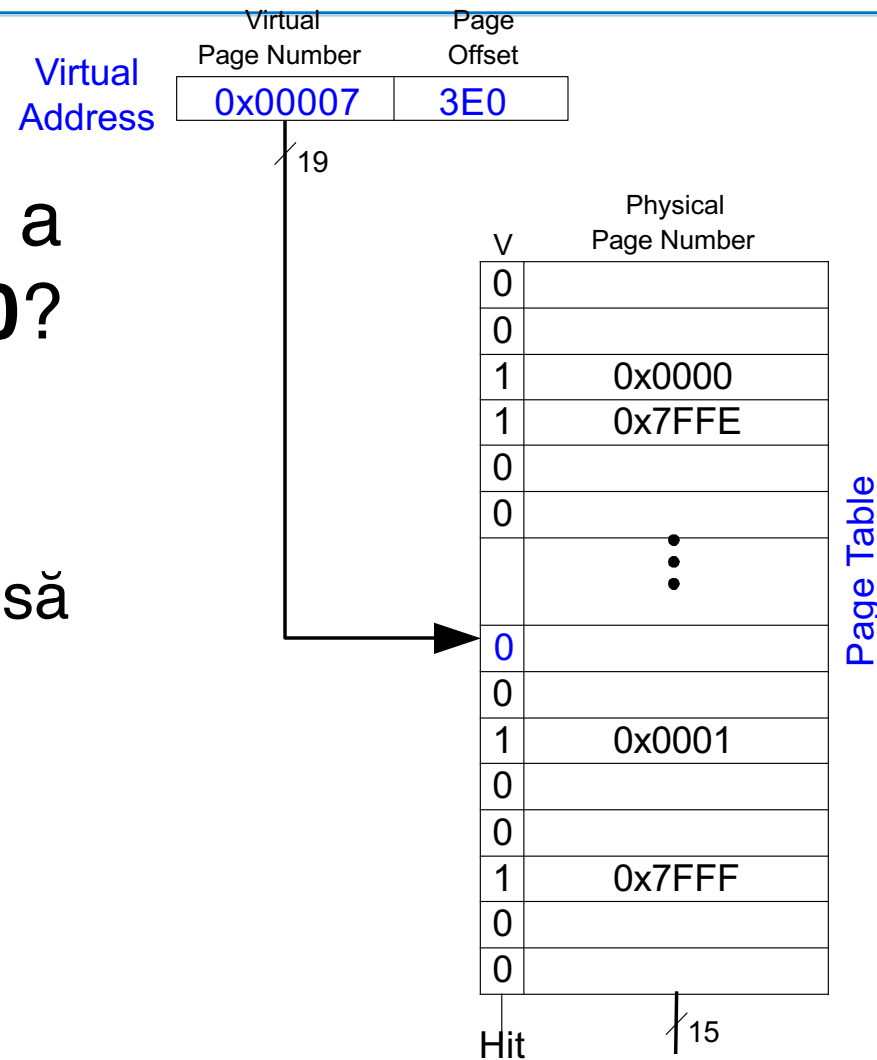 Virtual Page
Page Number Offset
Virtual
Address
0x00007 3E0
19
a
0?
să
Physical
V Page Number
0
0
1 0x0000
1 0x7FFE
0
0
0
0
1 0x0001
0
0
1 0x7FFF
0
0
Page Table
Hit
15